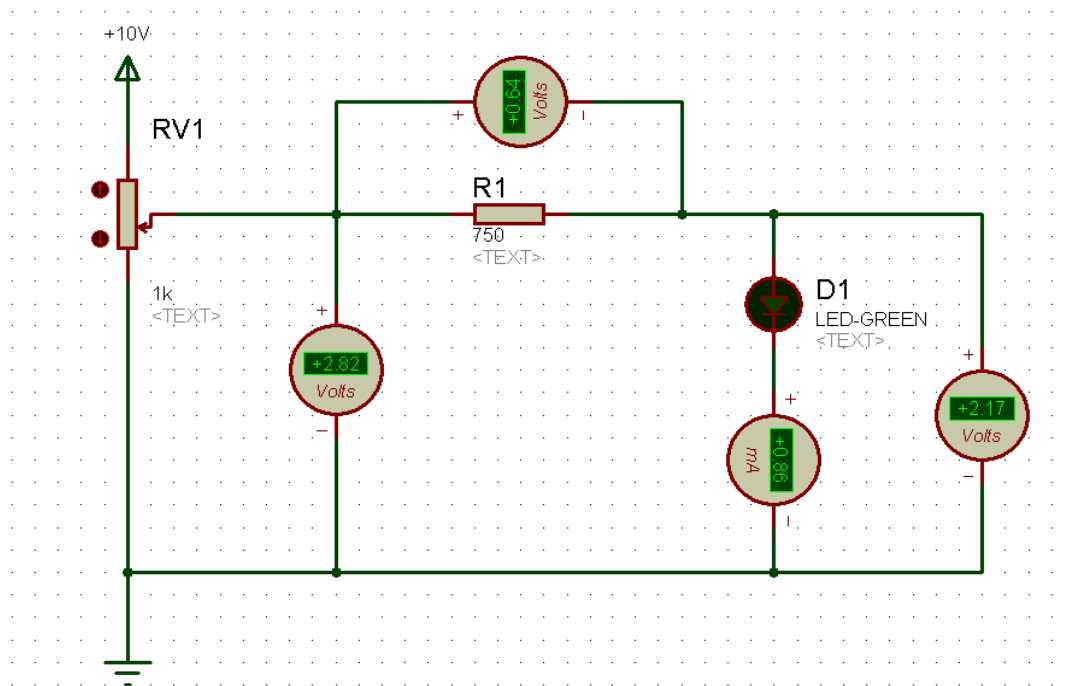 +10V
RV1
1k
<TEXT>
+0.64
Volts
R1
750
<TEXT>
+2.82
Volts
D1
LED-GREEN
<TEXT>
+0.86
mA
+2.17
Volts